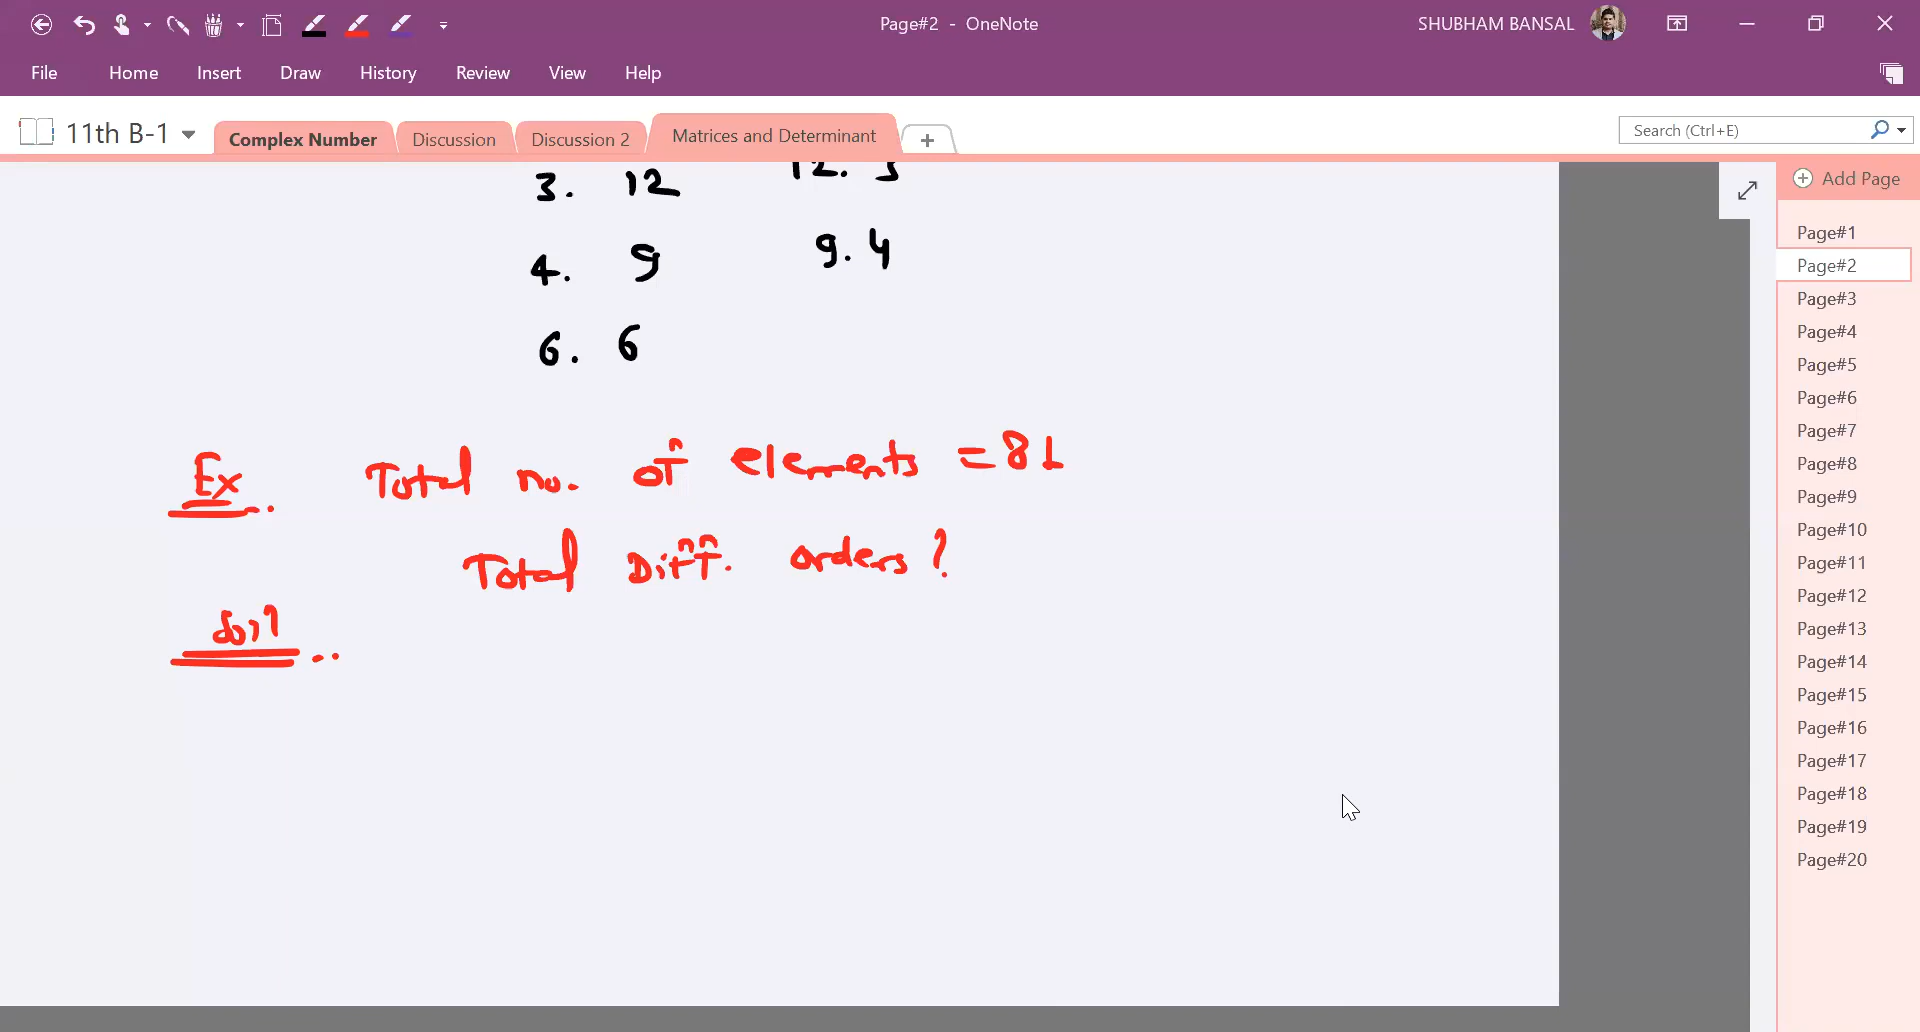 Page#2 - OneNote
SHUBHAM BANSAL
File Home Insert Draw History Review View Help
11th B-1 Complex Number Discussion Discussion 2 Matrices and Determinant +
Search (Ctrl+E)
Add Page
3. 12 12. 3
4. 9 9. 4
6. 6
Ex. Total no. of elements = 81
Total Diff. orders?
Sol
Page#1
Page#2
Page#3
Page#4
Page#5
Page#6
Page#7
Page#8
Page#9
Page#10
Page#11
Page#12
Page#13
Page#14
Page#15
Page#16
Page#17
Page#18
Page#19
Page#20